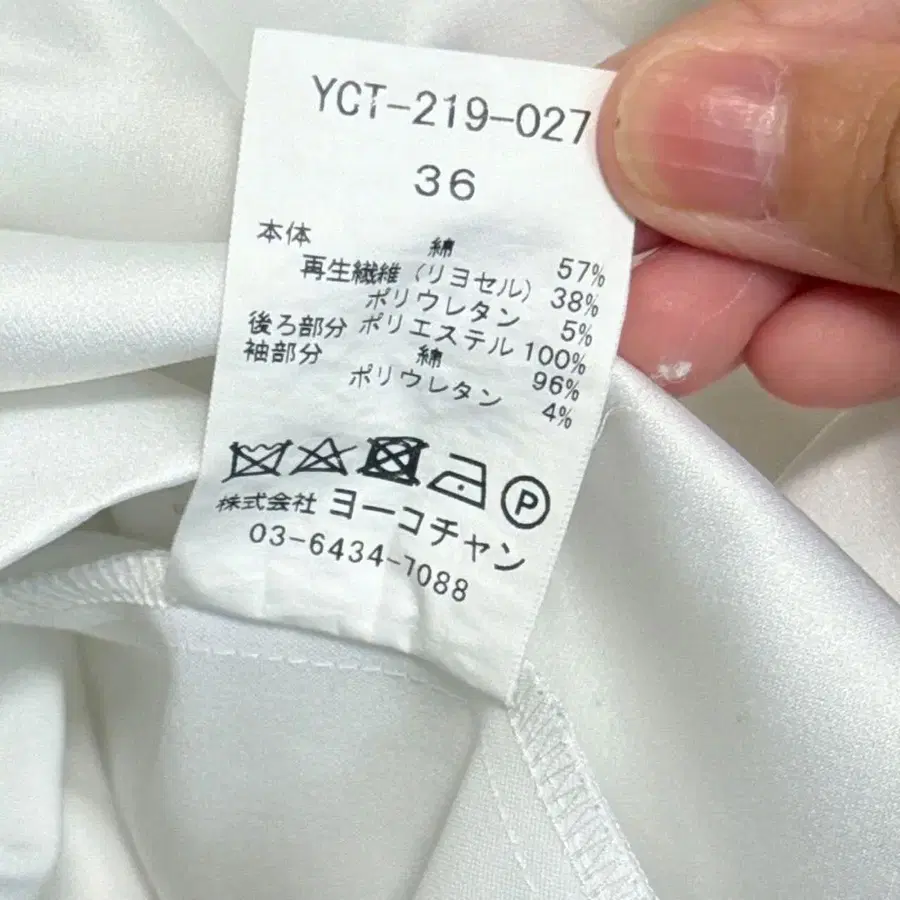 YCT-219-027
36
本体 綿 57%
再生繊維(リヨセル) 38%
ポリウレタン 5%
後ろ部分 ポリエステル 100%
袖部分 綿 96%
ポリウレタン 4%
P
株式会社 ヨーコチャン
03-6434-7088